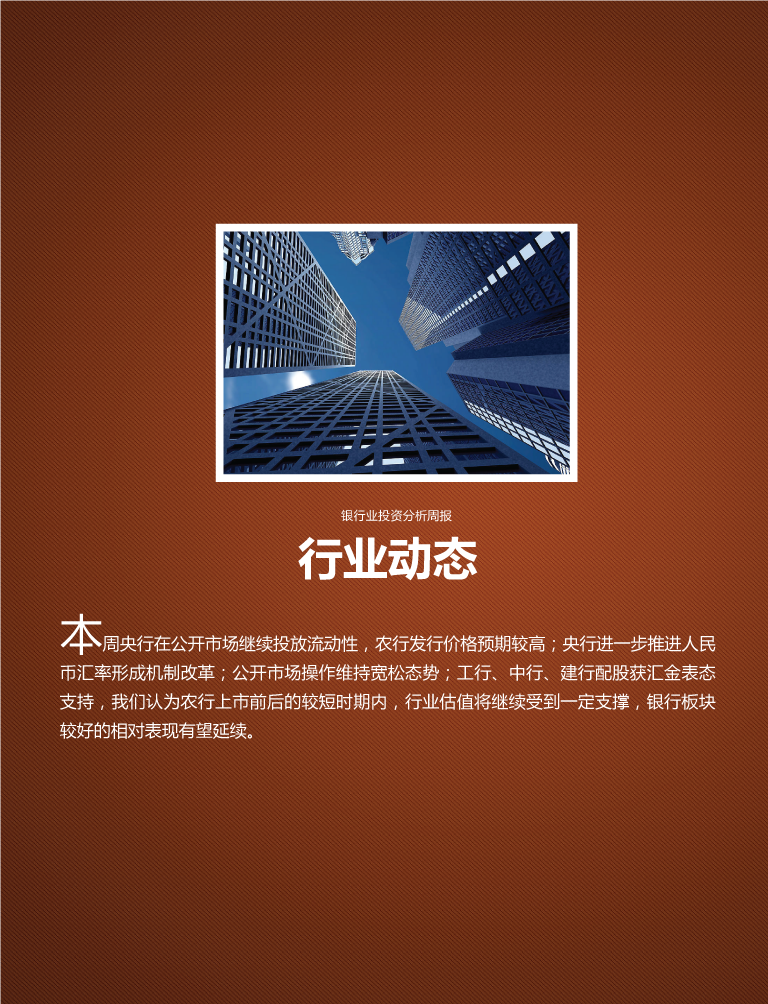 银行业投资分析周报
行业动态
本周央行在公开市场继续投放流动性，农行发行价格预期较高；央行进一步推进人民
币汇率形成机制改革；公开市场操作维持宽松态势；工行、中行、建行配股获汇金表态
支持，我们认为农行上市前后的较短时期内，行业估值将继续受到一定支撑，银行板块
较好的相对表现有望延续。